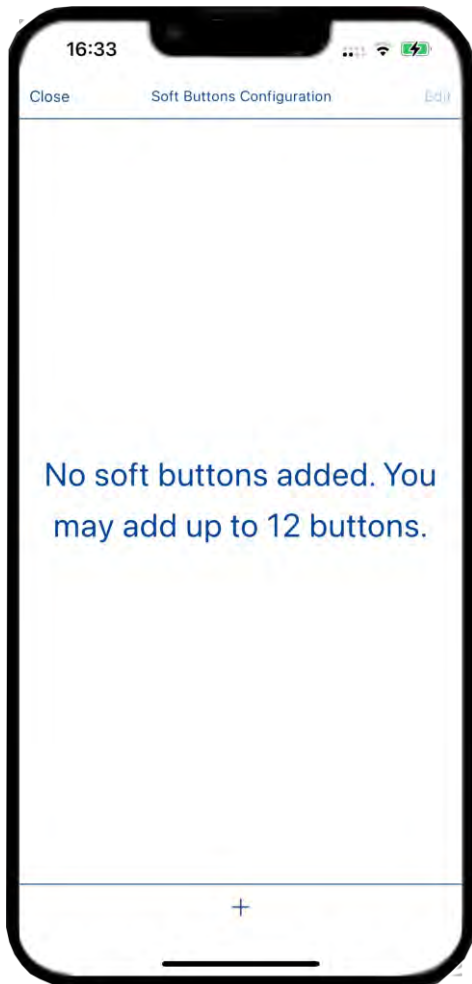 16:33
Close Soft Buttons Configuration Edit
No soft buttons added. You
may add up to 12 buttons.
+